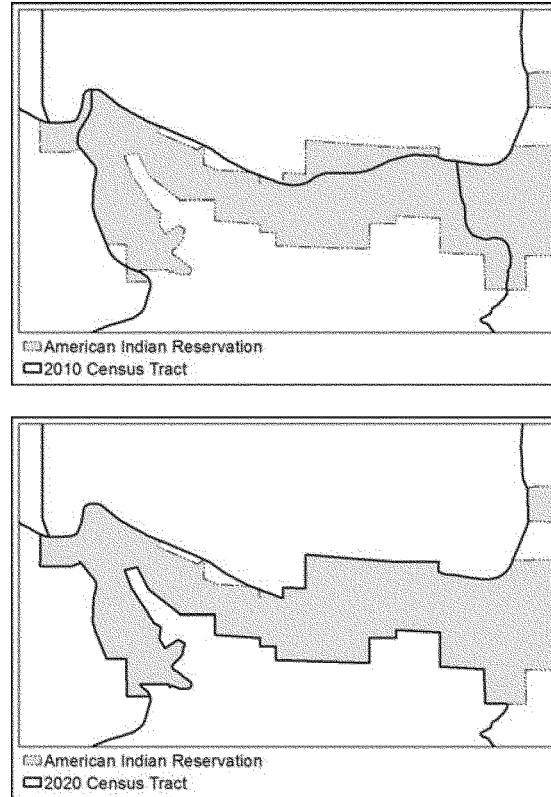 American Indian Reservation
2010 Census Tract
American Indian Reservation
2020 Census Tract